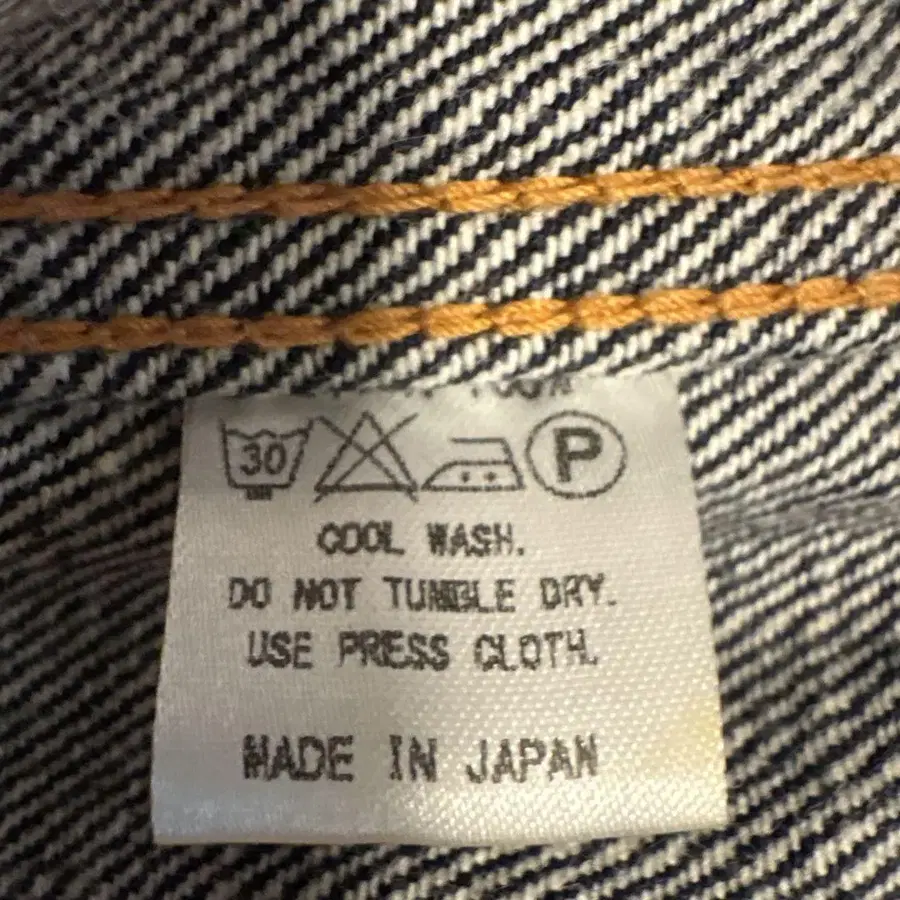 30 P
COOL WASH.
DO NOT TUMBLE DRY.
USE PRESS CLOTH.
MADE IN JAPAN